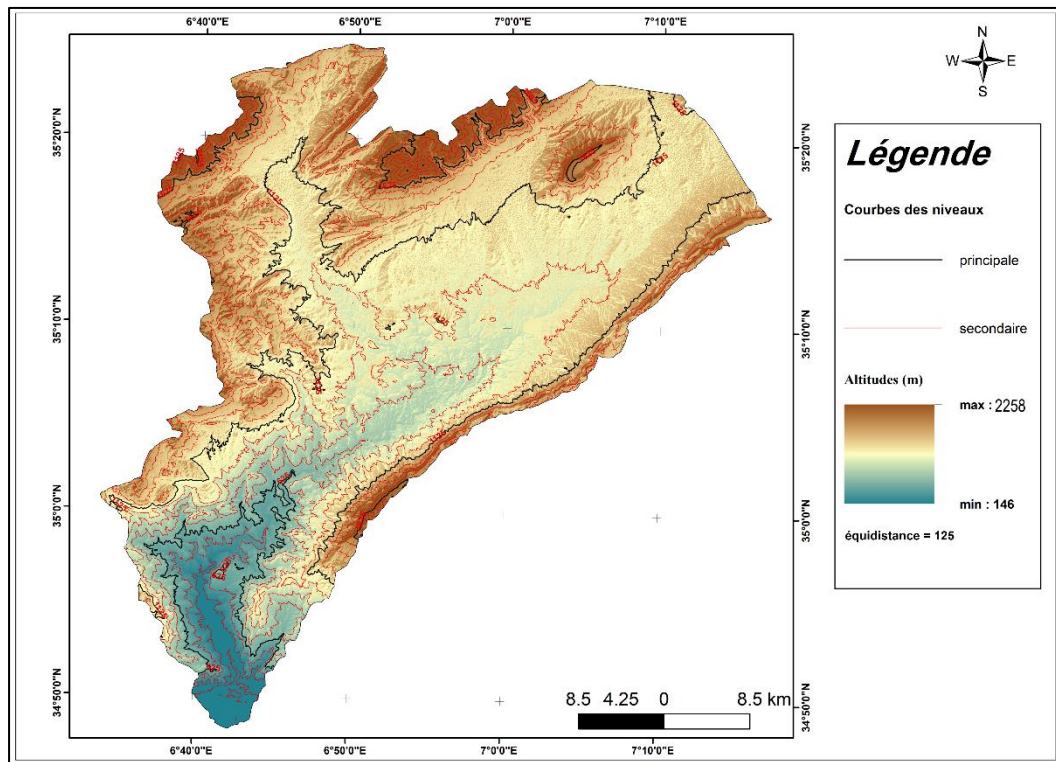 6°40'0"E
6°50'0"E
7°0'0"E
7°10'0"E
N
W
E
S
35°20'0"N
35°20'0"N
Légende
Courbes des niveaux
principale
secondaire
35°10'0"N
35°10'0"N
Altitudes (m)
max : 2258
min : 146
35°0'0"N
35°0'0"N
équidistance = 125
34°50'0"N
34°50'0"N
8.5 4.25 0 8.5 km
6°40'0"E
6°50'0"E
7°0'0"E
7°10'0"E